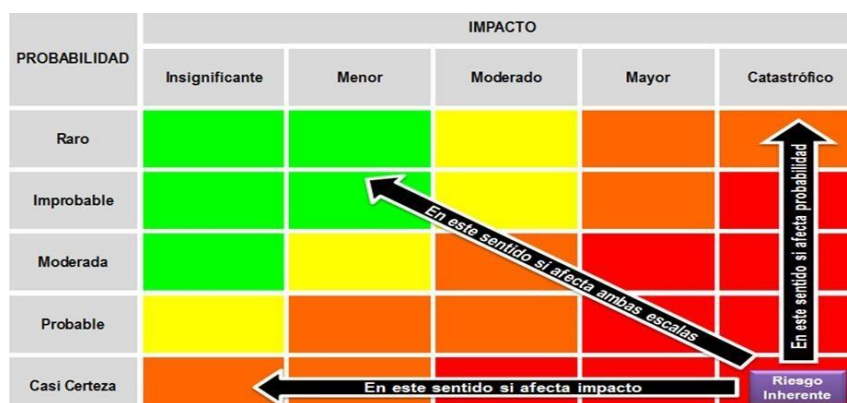 IMPACTO
PROBABILIDAD
Insignificante
Menor
Moderado
Mayor
Catastrófico
Raro
Improbable
Moderada
Probable
Casi Certeza
En este sentido si afecta ambas escalas
En este sentido si afecta probabilidad
En este sentido si afecta impacto
Riesgo
Inherente